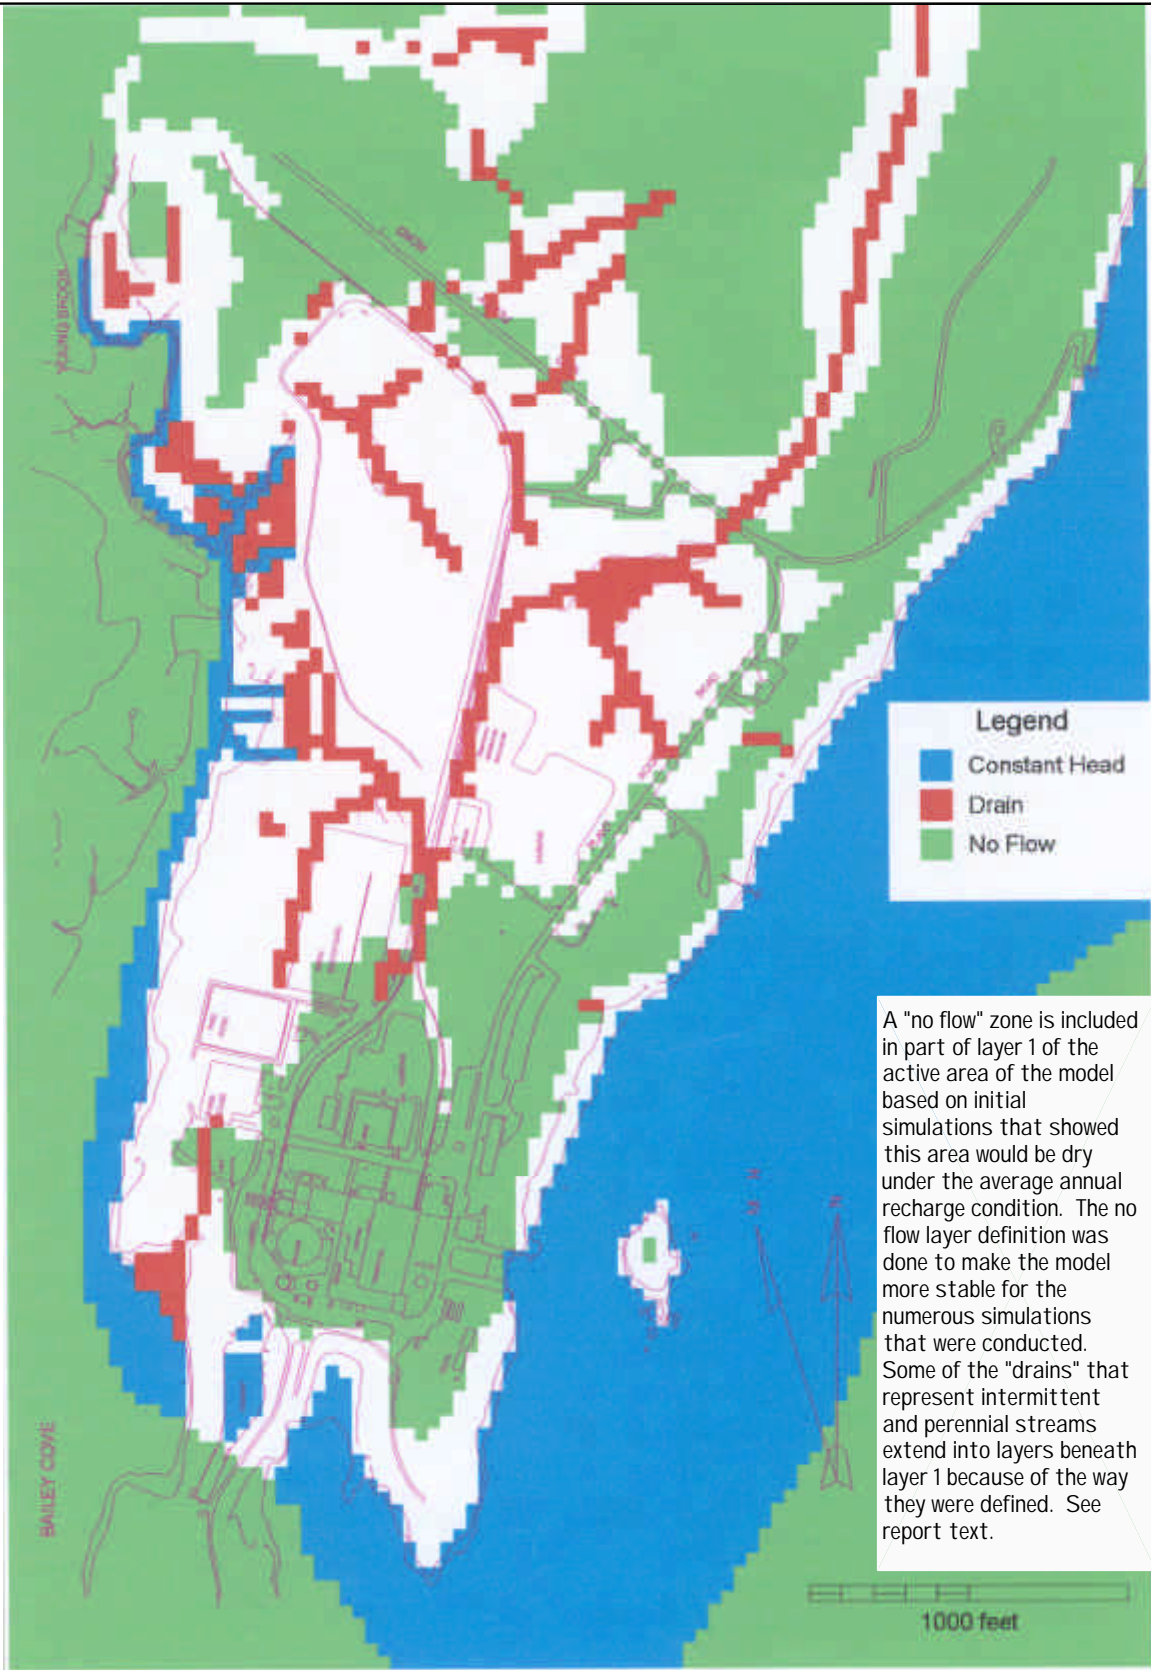 YOUNG BROOK
Legend
Constant Head
Drain
No Flow
A "no flow" zone is included
in part of layer 1 of the
active area of the model
based on initial
simulations that showed
this area would be dry
under the average annual
recharge condition. The no
flow layer definition was
done to make the model
more stable for the
numerous simulations
that were conducted.
Some of the "drains" that
represent intermittent
and perennial streams
extend into layers beneath
layer 1 because of the way
they were defined. See
report text.
BAILEY COVE
1000 feet